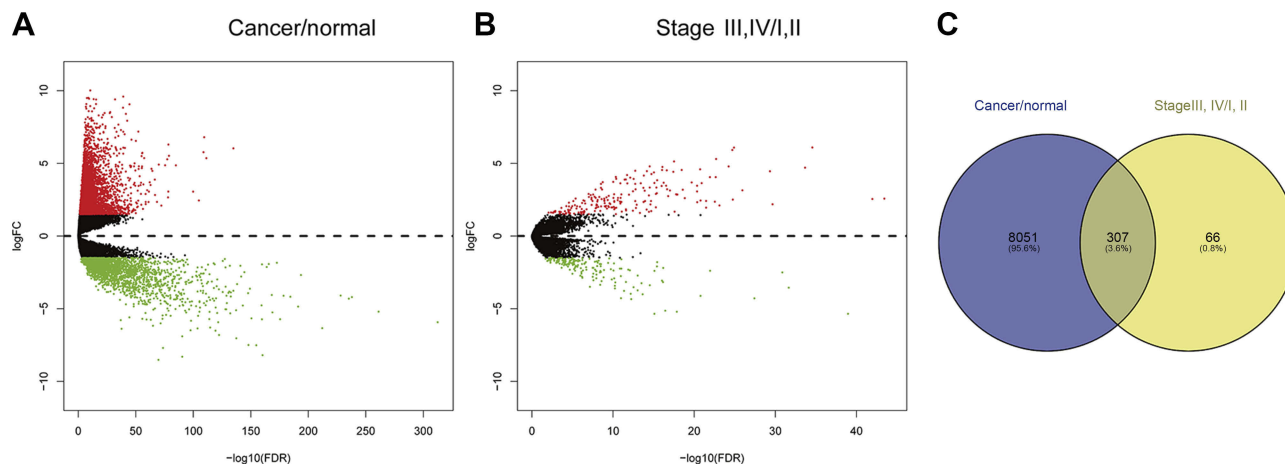 A
Cancer/normal
10
5
0
−5
−10
logFC
0
50
100
150
200
250
300
−log10(FDR)
B
Stage III,IV/I,II
10
5
0
−5
−10
logFC
0
10
20
30
40
−log10(FDR)
C
Cancer/normal
StageIII, IV/I, II
8051
(95.6%)
307
(3.6%)
66
(0.8%)